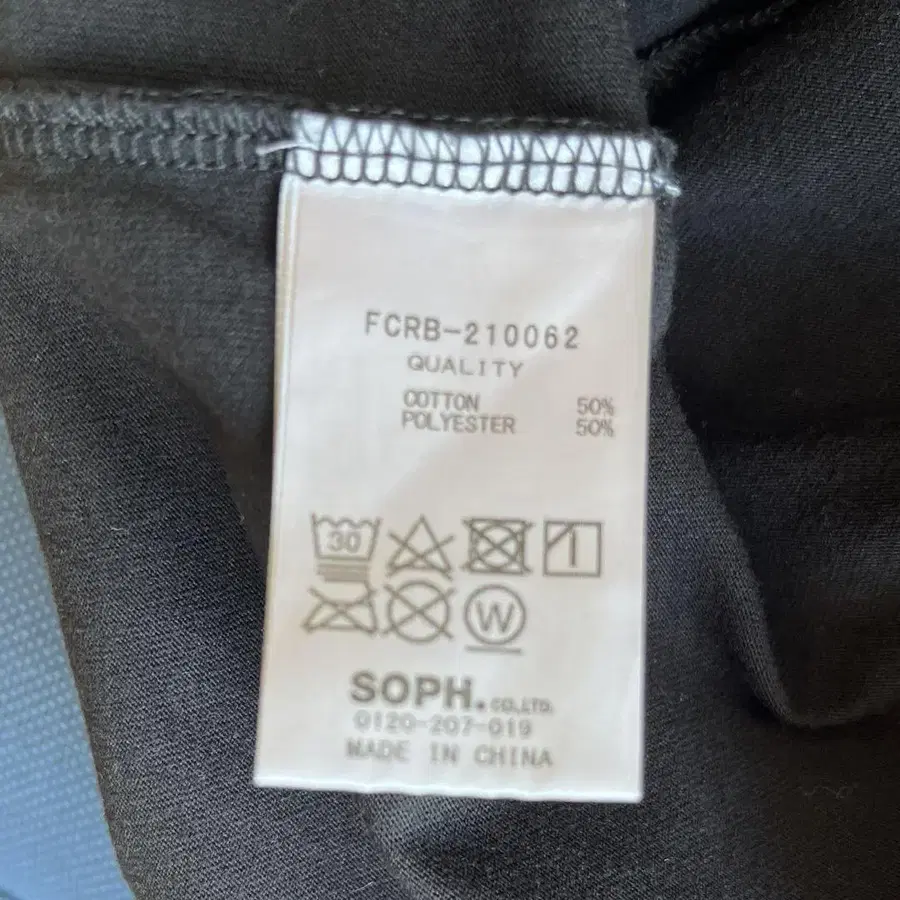 FCRB-210062
QUALITY
COTTON 50%
POLYESTER 50%
30
W
SOPH.CO.,LTD.
0120-207-019
MADE IN CHINA